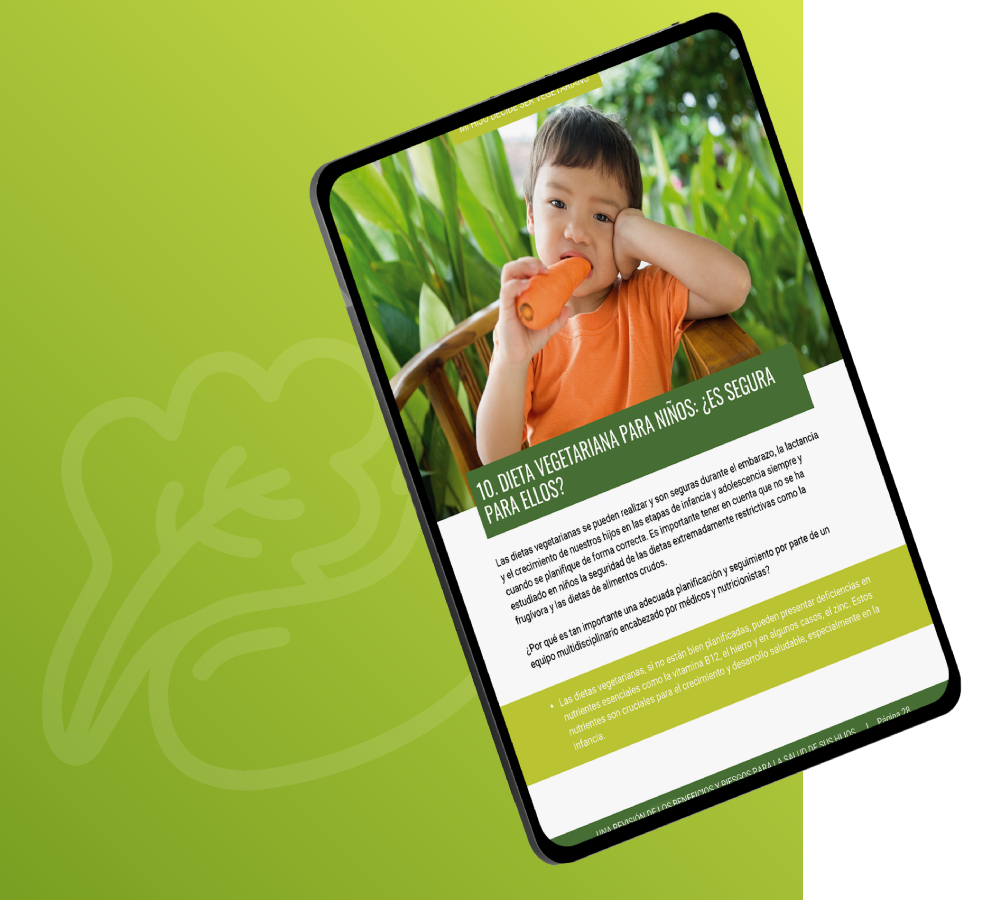 MI HIJO DECIDE SER VEGETARIANO
10. DIETA VEGETARIANA PARA NIÑOS: ¿ES SEGURA
PARA ELLOS?
Las dietas vegetarianas se pueden realizar y son seguras durante el embarazo, la lactancia
y el crecimiento de nuestros hijos en las etapas de infancia y adolescencia siempre y
cuando se planifique de forma correcta. Es importante tener en cuenta que no se ha
estudiado en niños la seguridad de las dietas extremadamente restrictivas como la
frugívora y las dietas de alimentos crudos.
¿Por qué es tan importante una adecuada planificación y seguimiento por parte de un
equipo multidisciplinario encabezado por médicos y nutricionistas?
• Las dietas vegetarianas, si no están bien planificadas, pueden presentar deficiencias en
nutrientes esenciales como la vitamina B12, el hierro y en algunos casos, el zinc. Estos
nutrientes son cruciales para el crecimiento y desarrollo saludable, especialmente en la
infancia.
UNA REVISIÓN DE LOS BENEFICIOS Y RIESGOS PARA LA SALUD DE SUS HIJOS | Página 28